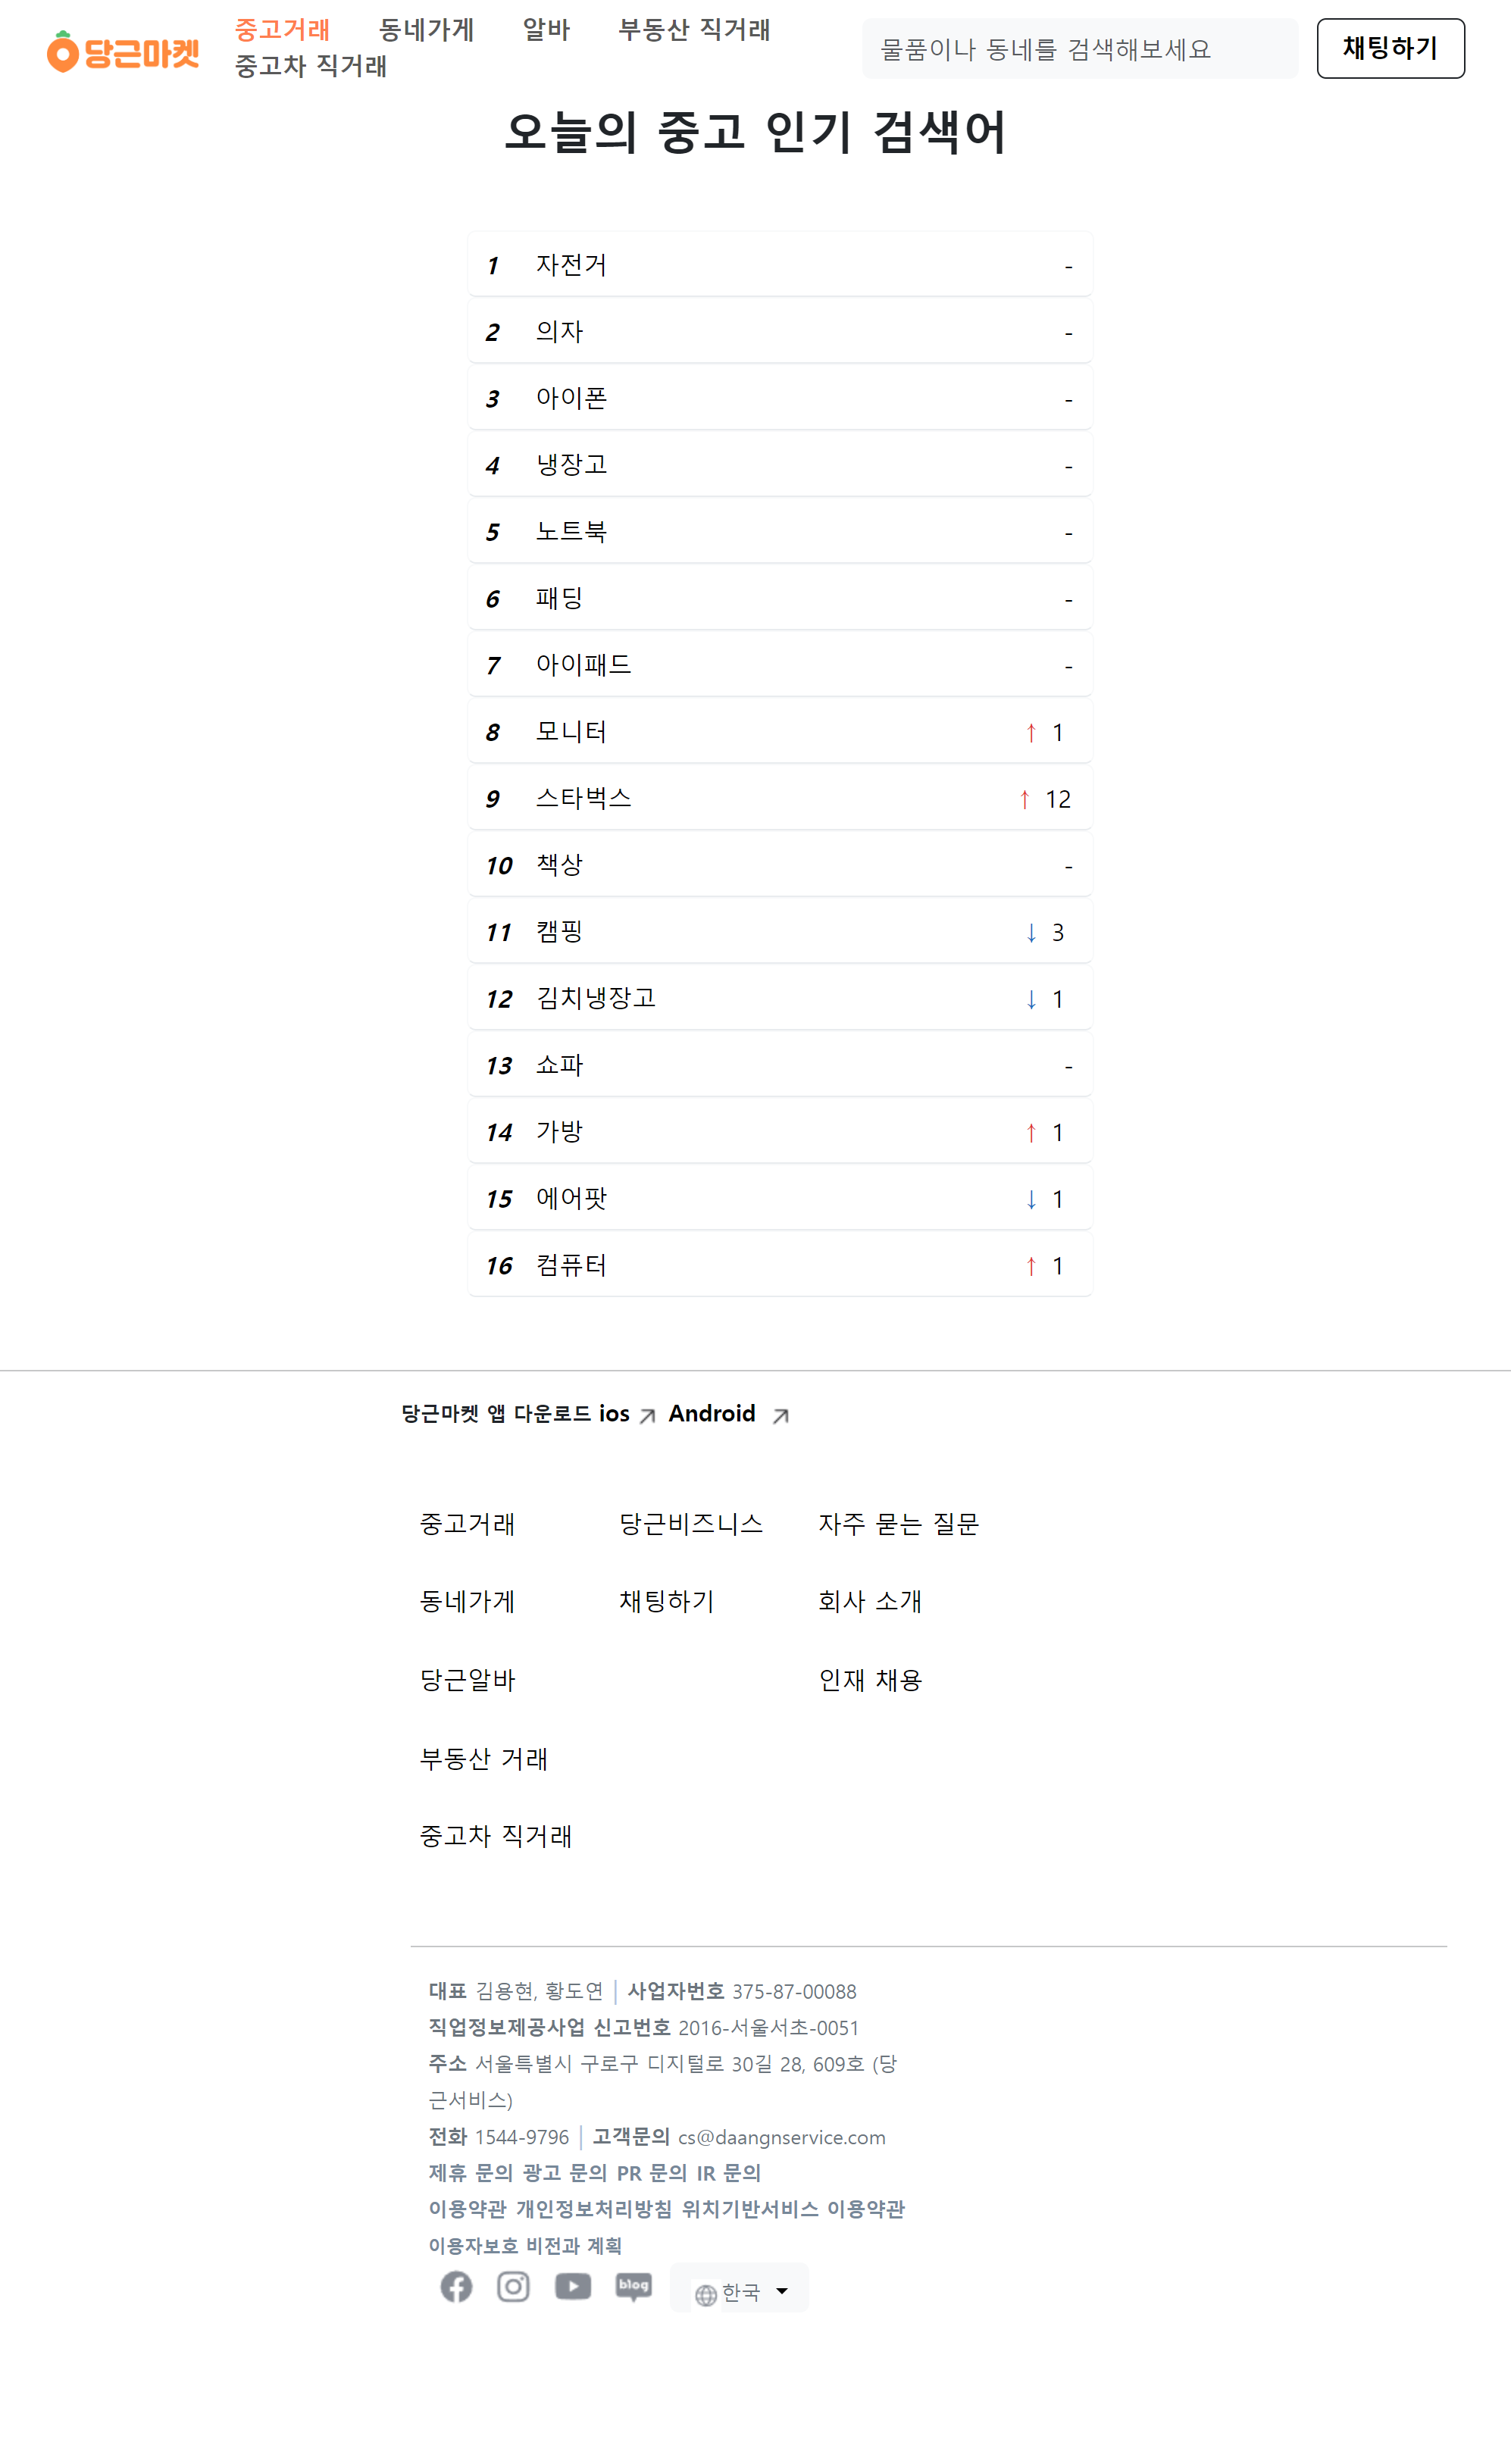 당근마켓
중고거래 동네가게 알바 부동산 직거래
중고차 직거래
물품이나 동네를 검색해보세요
채팅하기
오늘의 중고 인기 검색어
1 자전거 -
2 의자 -
3 아이폰 -
4 냉장고 -
5 노트북 -
6 패딩 -
7 아이패드 -
8 모니터 ↑ 1
9 스타벅스 ↑ 12
10 책상 -
11 캠핑 ↓ 3
12 김치냉장고 ↓ 1
13 쇼파 -
14 가방 ↑ 1
15 에어팟 ↓ 1
16 컴퓨터 ↑ 1
당근마켓 앱 다운로드 ios Android
중고거래 당근비즈니스 자주 묻는 질문
동네가게 채팅하기 회사 소개
당근알바 인재 채용
부동산 거래
중고차 직거래
대표 김용현, 황도연 | 사업자번호 375-87-00088
직업정보제공사업 신고번호 2016-서울서초-0051
주소 서울특별시 구로구 디지털로 30길 28, 609호 (당
근서비스)
전화 1544-9796 | 고객문의 cs@daangnservice.com
제휴 문의 광고 문의 PR 문의 IR 문의
이용약관 개인정보처리방침 위치기반서비스 이용약관
이용자보호 비전과 계획
blog 한국